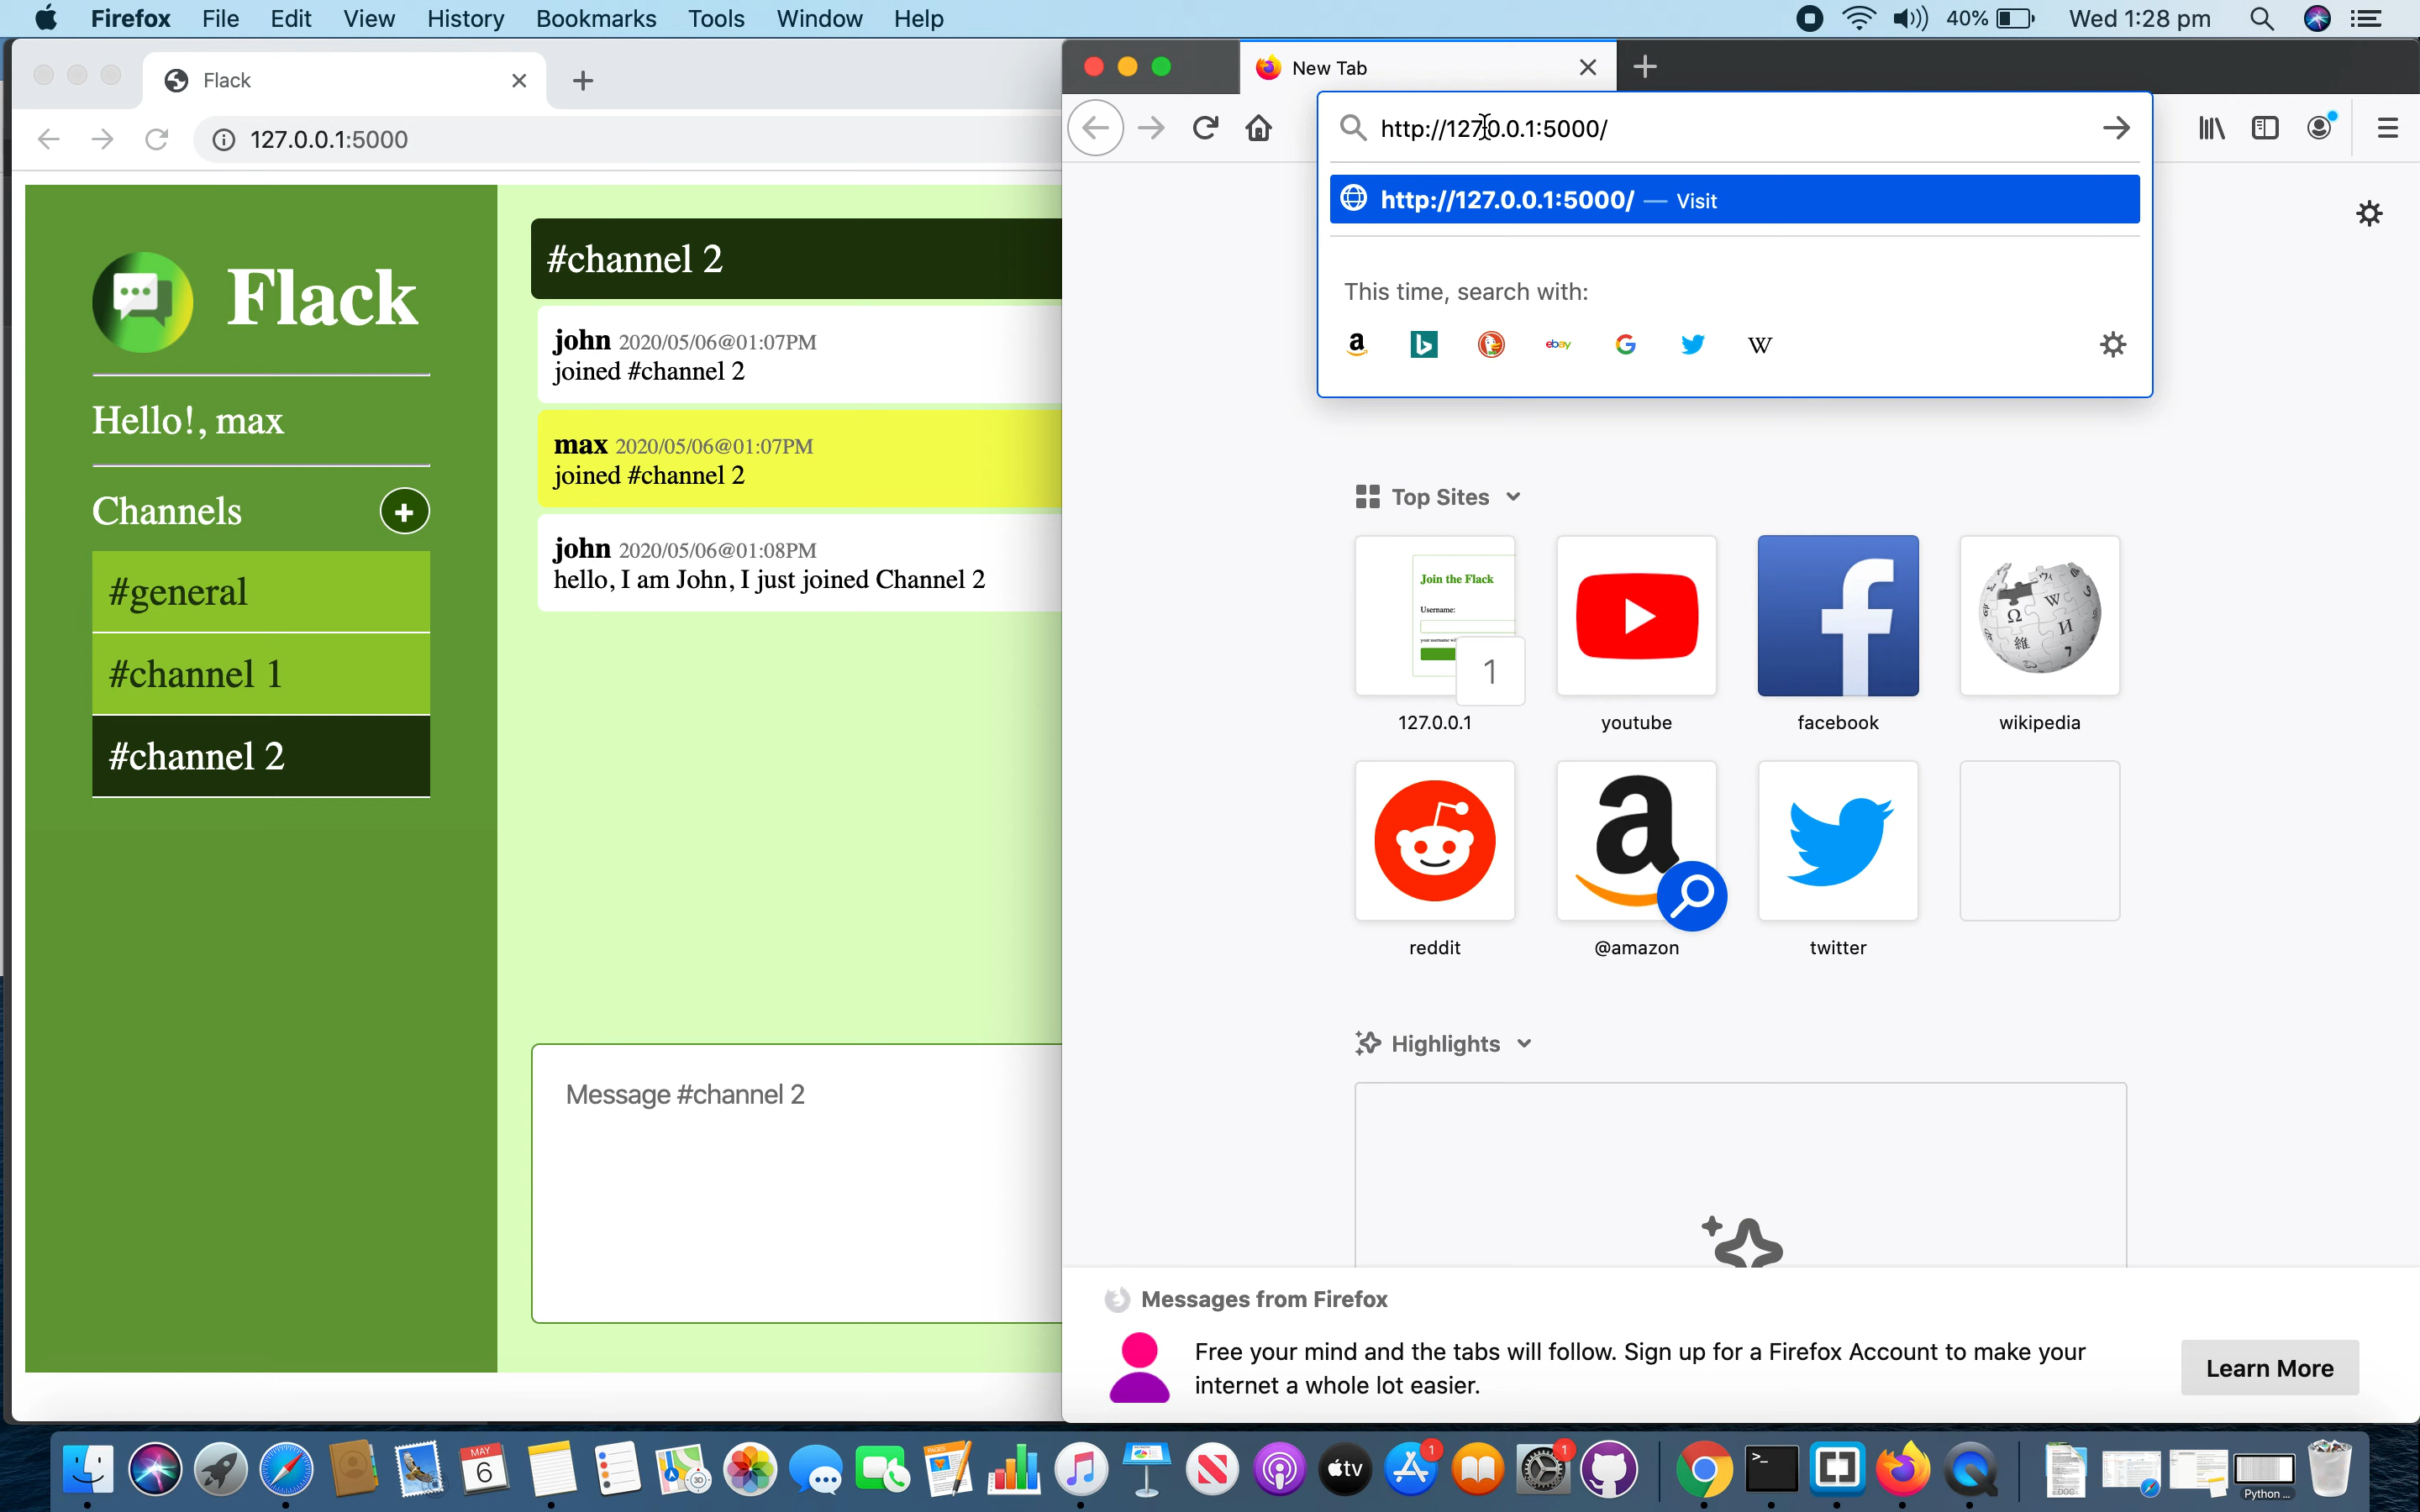 Firefox File Edit View History Bookmarks Tools Window Help 40% Wed 1:28 pm
Flack
127.0.0.1:5000
Flack
Hello!, max
Channels
+
#general
#channel 1
#channel 2
#channel 2
john 2020/05/06@01:07PM
joined #channel 2
max 2020/05/06@01:07PM
joined #channel 2
john 2020/05/06@01:08PM
hello, I am John, I just joined Channel 2
Message #channel 2
New Tab
http://127.0.0.1:5000/
http://127.0.0.1:5000/ — Visit
This time, search with:
a b ebay G W
Top Sites
Join the Flack
Username:
1
127.0.0.1
youtube
facebook
wikipedia
reddit
@amazon
twitter
Highlights
Messages from Firefox
Free your mind and the tabs will follow. Sign up for a Firefox Account to make your
internet a whole lot easier.
Learn More
MAY
6
PAGES
3D
tv
1
1
Python ...